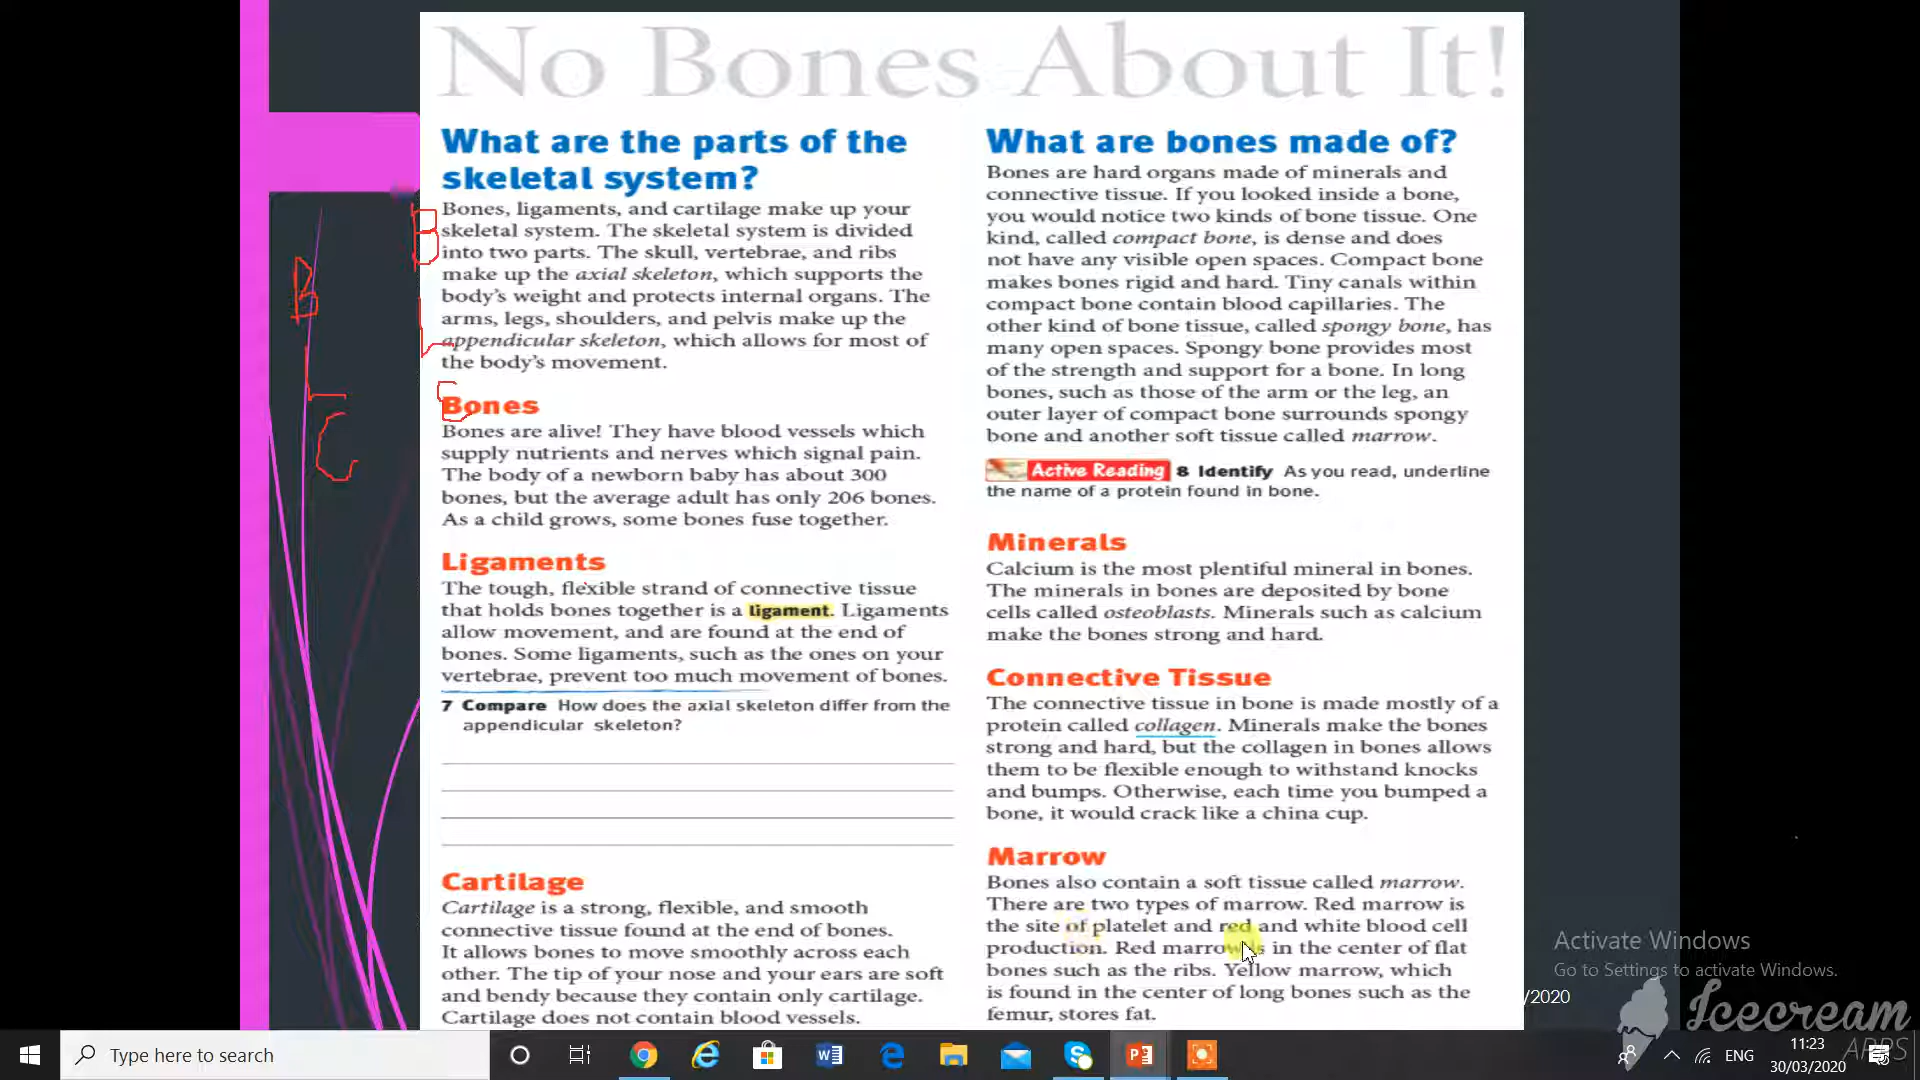 No Bones About It!
What are the parts of the
skeletal system?
Bones, ligaments, and cartilage make up your
skeletal system. The skeletal system is divided
into two parts. The skull, vertebrae, and ribs
make up the axial skeleton, which supports the
body's weight and protects internal organs. The
arms, legs, shoulders, and pelvis make up the
appendicular skeleton, which allows for most of
the body's movement.
B
L
C
B
L
C
Bones
Bones are alive! They have blood vessels which
supply nutrients and nerves which signal pain.
The body of a newborn baby has about 300
bones, but the average adult has only 206 bones.
As a child grows, some bones fuse together.
Ligaments
The tough, flexible strand of connective tissue
that holds bones together is a ligament. Ligaments
allow movement, and are found at the end of
bones. Some ligaments, such as the ones on your
vertebrae, prevent too much movement of bones.
7 Compare How does the axial skeleton differ from the
appendicular skeleton?
Cartilage
Cartilage is a strong, flexible, and smooth
connective tissue found at the end of bones.
It allows bones to move smoothly across each
other. The tip of your nose and your ears are soft
and bendy because they contain only cartilage.
Cartilage does not contain blood vessels.
What are bones made of?
Bones are hard organs made of minerals and
connective tissue. If you looked inside a bone,
you would notice two kinds of bone tissue. One
kind, called compact bone, is dense and does
not have any visible open spaces. Compact bone
makes bones rigid and hard. Tiny canals within
compact bone contain blood capillaries. The
other kind of bone tissue, called spongy bone, has
many open spaces. Spongy bone provides most
of the strength and support for a bone. In long
bones, such as those of the arm or the leg, an
outer layer of compact bone surrounds spongy
bone and another soft tissue called marrow.
Active Reading 8 Identify As you read, underline
the name of a protein found in bone.
Minerals
Calcium is the most plentiful mineral in bones.
The minerals in bones are deposited by bone
cells called osteoblasts. Minerals such as calcium
make the bones strong and hard.
Connective Tissue
The connective tissue in bone is made mostly of a
protein called collagen. Minerals make the bones
strong and hard, but the collagen in bones allows
them to be flexible enough to withstand knocks
and bumps. Otherwise, each time you bumped a
bone, it would crack like a china cup.
Marrow
Bones also contain a soft tissue called marrow.
There are two types of marrow. Red marrow is
the site of platelet and red and white blood cell
production. Red marrow is in the center of flat
bones such as the ribs. Yellow marrow, which
is found in the center of long bones such as the
femur, stores fat.
Activate Windows
Go to Settings to activate Windows.
/2020
Icecream
APPS
Type here to search
ENG
11:23
30/03/2020